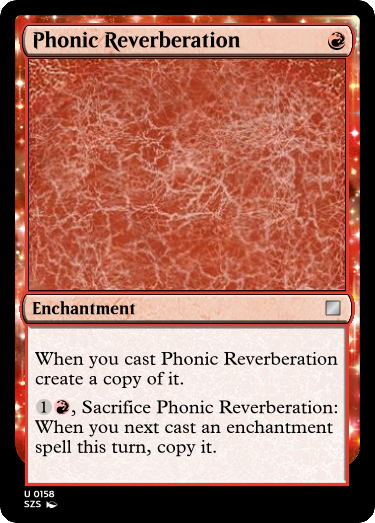 Phonic Reverberation
Enchantment
When you cast Phonic Reverberation
create a copy of it.
1 , Sacrifice Phonic Reverberation:
When you next cast an enchantment
spell this turn, copy it.
U 0158
SZS